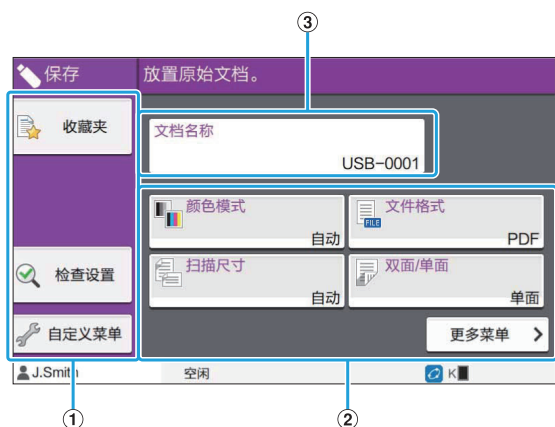 ③
保存
放置原始文档。
收藏夹
文档名称
USB-0001
颜色模式
自动
文件格式
FILE
PDF
检查设置
扫描尺寸
自动
双面/单面
单面
自定义菜单
更多菜单
J.Smith
空闲
K
①
②